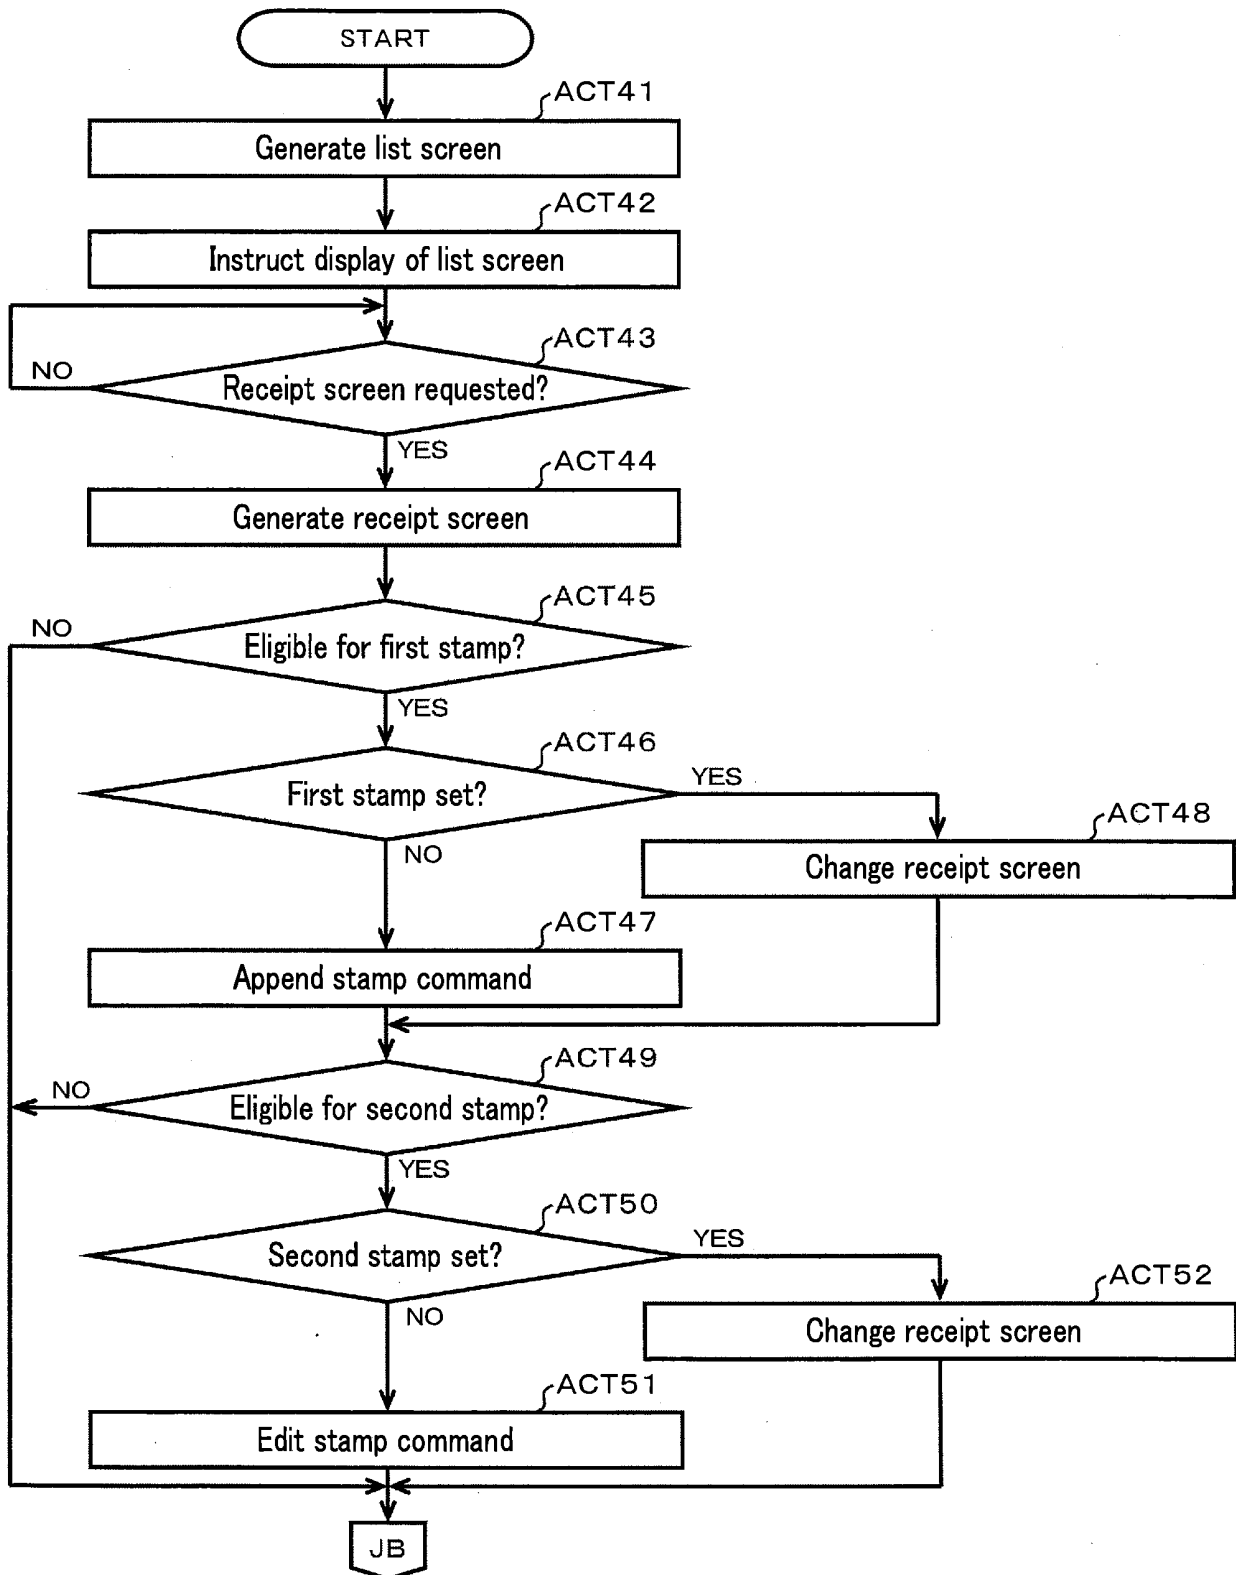 START
ACT41
Generate list screen
ACT42
Instruct display of list screen
ACT43
NO
Receipt screen requested?
YES
ACT44
Generate receipt screen
ACT45
NO
Eligible for first stamp?
YES
ACT46
First stamp set?
YES
NO
ACT48
Change receipt screen
ACT47
Append stamp command
ACT49
NO
Eligible for second stamp?
YES
ACT50
Second stamp set?
YES
NO
ACT52
Change receipt screen
ACT51
Edit stamp command
JB